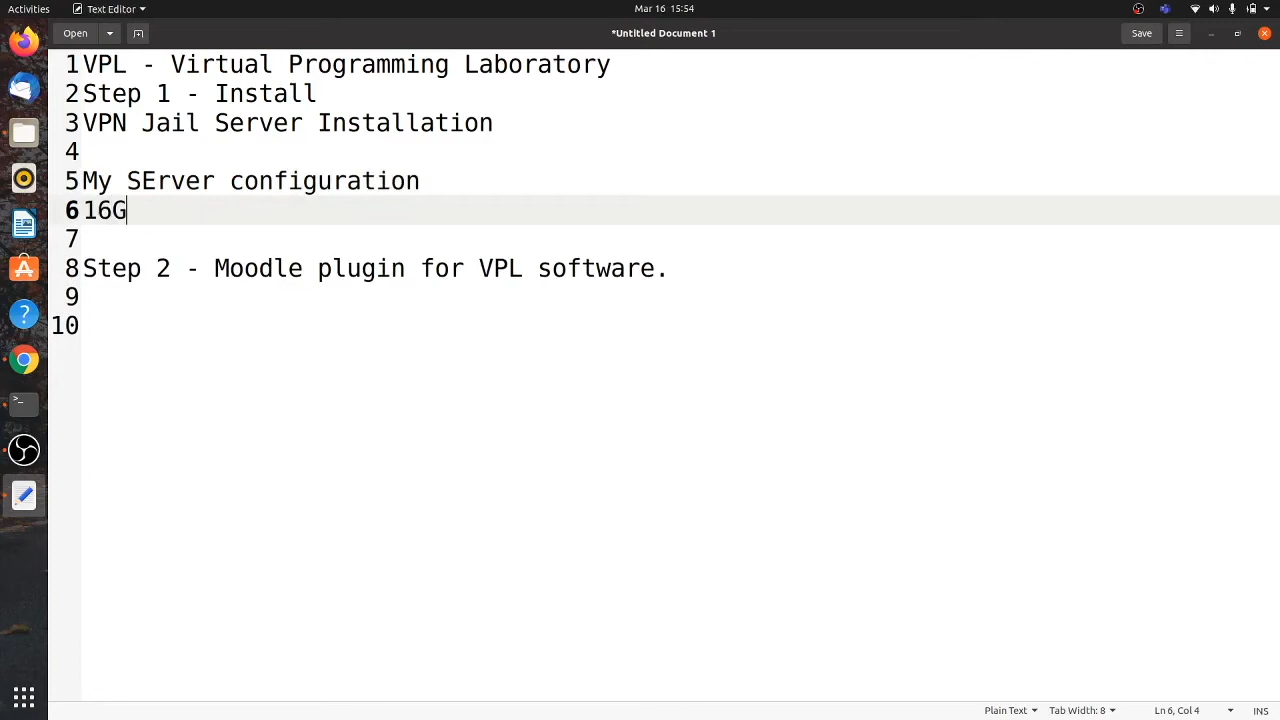 Activities
Text Editor
Mar 16 15:54
Open
*Untitled Document 1
Save
1 VPL - Virtual Programming Laboratory
2 Step 1 - Install
3 VPN Jail Server Installation
4
5 My SErver configuration
6 16G
7
8 Step 2 - Moodle plugin for VPL software.
9
10
Plain Text
Tab Width: 8
Ln 6, Col 4
INS